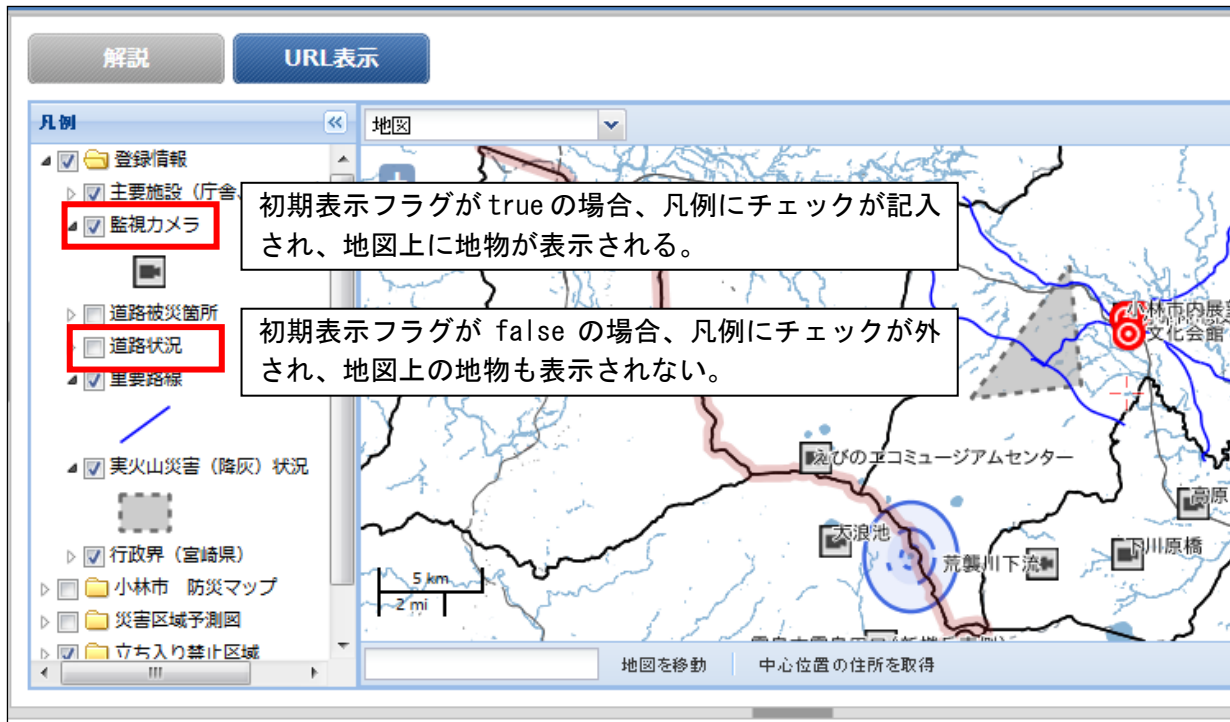 解説
URL表示
凡例
地図
登録情報
主要施設（庁舎、
監視カメラ
初期表示フラグが true の場合、凡例にチェックが記入
され、地図上に地物が表示される。
道路被災箇所
道路状況
初期表示フラグが false の場合、凡例にチェックが外
され、地図上の地物も表示されない。
重要路線
実火山災害（降灰）状況
行政界（宮崎県）
小林市 防災マップ
災害区域予測図
立ち入り禁止区域
小林市内展
文化会館
えびのエコミュージアムセンター
高原
大浪池
荒襲川下流
下川原橋
5 km
2 mi
地図を移動
中心位置の住所を取得